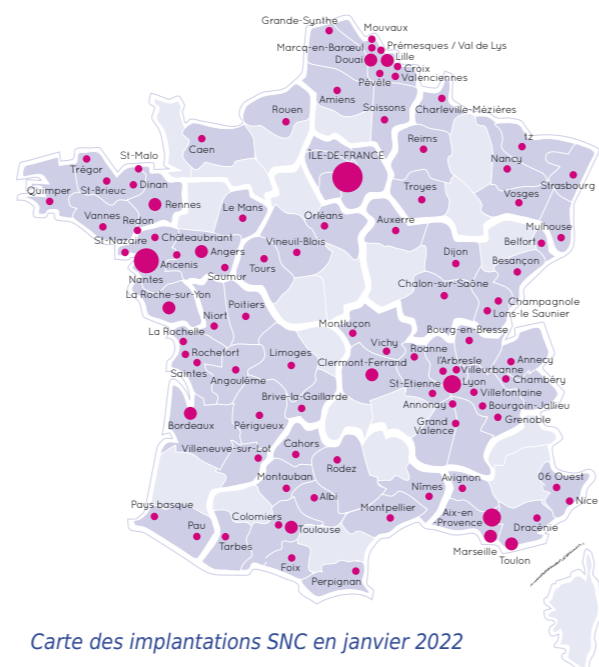 Grande-Synthe
Mouvaux
Marcq-en-Barœul
Prémesques / Val de Lys
Douai
Lille
Croix
Pévèle
Valenciennes
Amiens
Soissons
Charleville-Mézières
Rouen
Caen
ÎLE-DE-FRANCE
Reims
tz
Nancy
Strasbourg
Troyes
Vosges
St-Malo
Trégor
St-Brieuc
Dinan
Quimper
Rennes
Vannes
Redon
Le Mans
Orléans
Auxerre
Mulhouse
Belfort
St-Nazaire
Châteaubriant
Angers
Vineuil-Blois
Ancenis
Saumur
Tours
Nantes
Dijon
Besançon
Chalon-sur-Saône
Champagnole
Lons-le Saunier
La Roche-sur-Yon
Poitiers
Niort
Montluçon
Bourg-en-Bresse
La Rochelle
Vichy
Roanne
Rochefort
Limoges
Clermont-Ferrand
l'Arbresle
Annecy
Villeurbanne
Saintes
Angoulême
St-Etienne
Lyon
Chambéry
Villefontaine
Brive-la-Gaillarde
Annonay
Bourgoin-Jallieu
Grand
Valence
Grenoble
Bordeaux
Périgueux
Villeneuve-sur-Lot
Cahors
Rodez
Montauban
Albi
Nîmes
Avignon
06 Ouest
Nice
Pays basque
Pau
Colomiers
Toulouse
Montpellier
Aix-en
-Provence
Dracénie
Tarbes
Foix
Marseille
Toulon
Perpignan
Carte des implantations SNC en janvier 2022